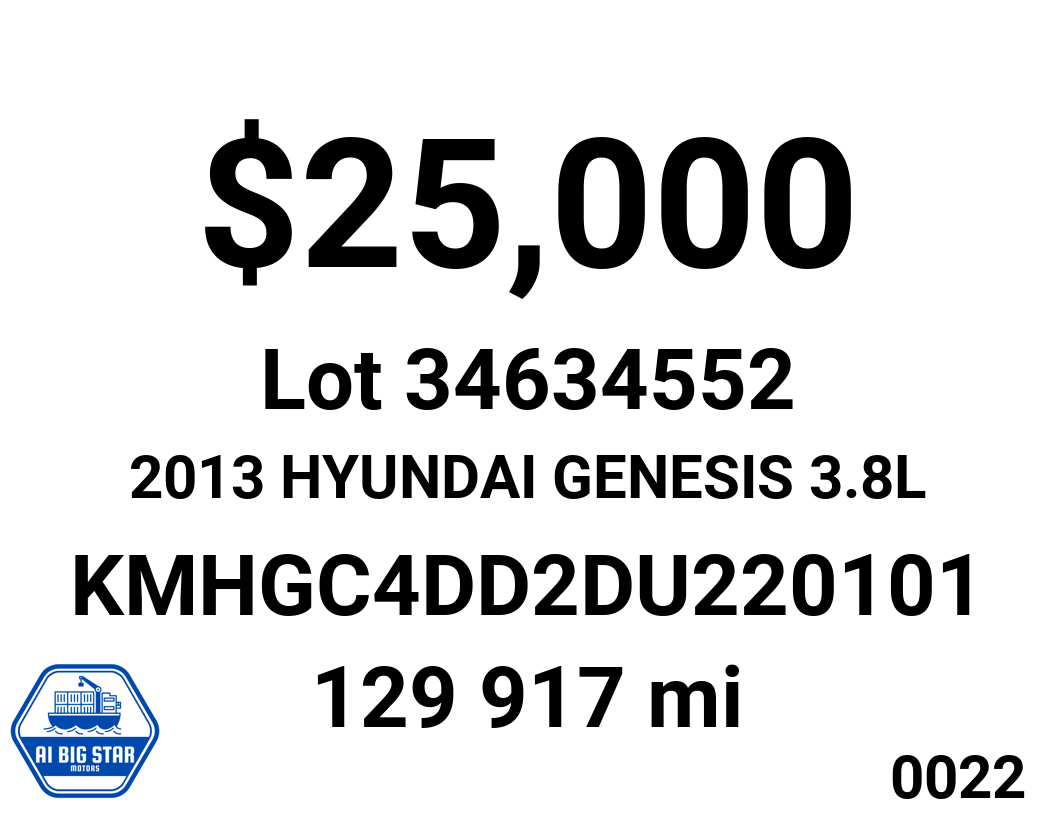 $25,000
Lot 34634552
2013 HYUNDAI GENESIS 3.8L
KMHGC4DD2DU220101
129 917 mi
AI BIG STAR
MOTORS
0022